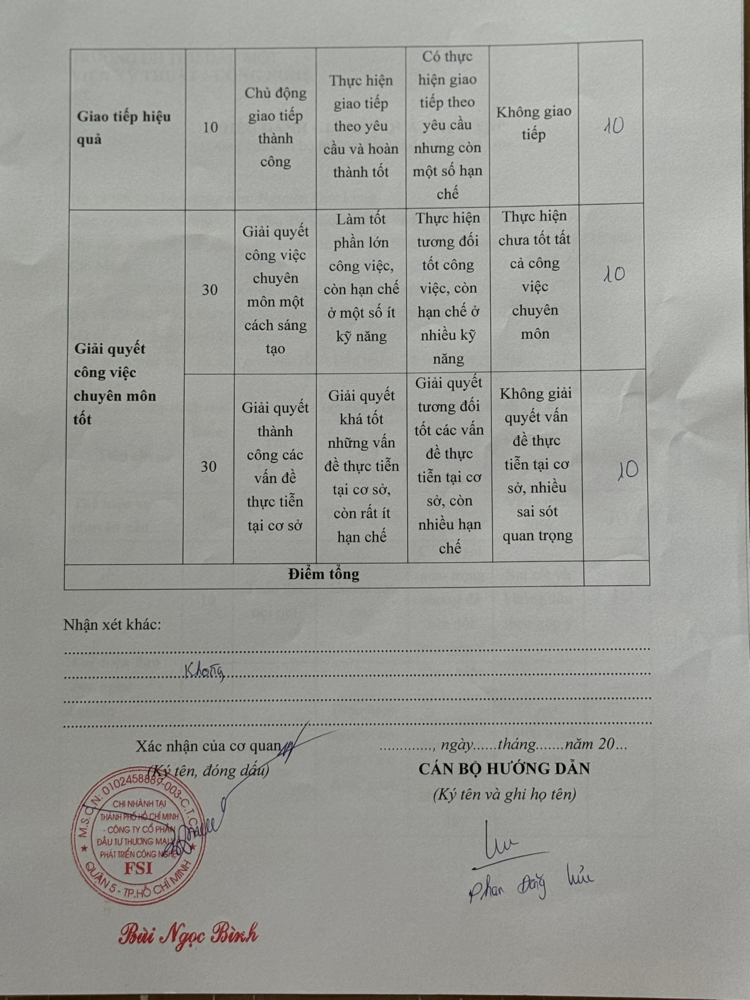 Giao tiếp hiệu
quả
10
Chủ động
giao tiếp
thành
công
Thực hiện
giao tiếp
theo yêu
cầu và hoàn
thành tốt
Có thực
hiện giao
tiếp theo
yêu cầu
nhưng còn
một số hạn
chế
Không giao
tiếp
10
Giải quyết
công việc
chuyên môn
tốt
30
Giải quyết
công việc
chuyên
môn một
cách sáng
tạo
Làm tốt
phần lớn
công việc,
còn hạn chế
ở một số ít
kỹ năng
Thực hiện
tương đối
tốt công
việc, còn
hạn chế ở
nhiều kỹ
năng
Thực hiện
chưa tốt tất
cả công
việc
chuyên
môn
10
30
Giải quyết
thành
công các
vấn đề
thực tiễn
tại cơ sở
Giải quyết
khá tốt
những vấn
đề thực tiễn
tại cơ sở,
còn rất ít
hạn chế
Giải quyết
tương đối
tốt các vấn
đề thực
tiễn tại cơ
sở, còn
nhiều hạn
chế
Không giải
quyết vấn
đề thực
tiễn tại cơ
sở, nhiều
sai sót
quan trọng
10
Điểm tổng
Nhận xét khác:
Không
Xác nhận của cơ quan
(Ký tên, đóng dấu)
............., ngày......tháng.......năm 20...
CÁN BỘ HƯỚNG DẪN
(Ký tên và ghi họ tên)
M.S.C.N: 0102458889-003-C.T.C
CHI NHÁNH TẠI
THÀNH PHỐ HỒ CHÍ MINH
- CÔNG TY CỔ PHẦN
ĐẦU TƯ THƯƠNG MẠI VÀ
PHÁT TRIỂN CÔNG NGHỆ
FSI
QUẬN 5 - TP.HỒ CHÍ MINH
Phan Đăng
Bùi Ngọc Bình